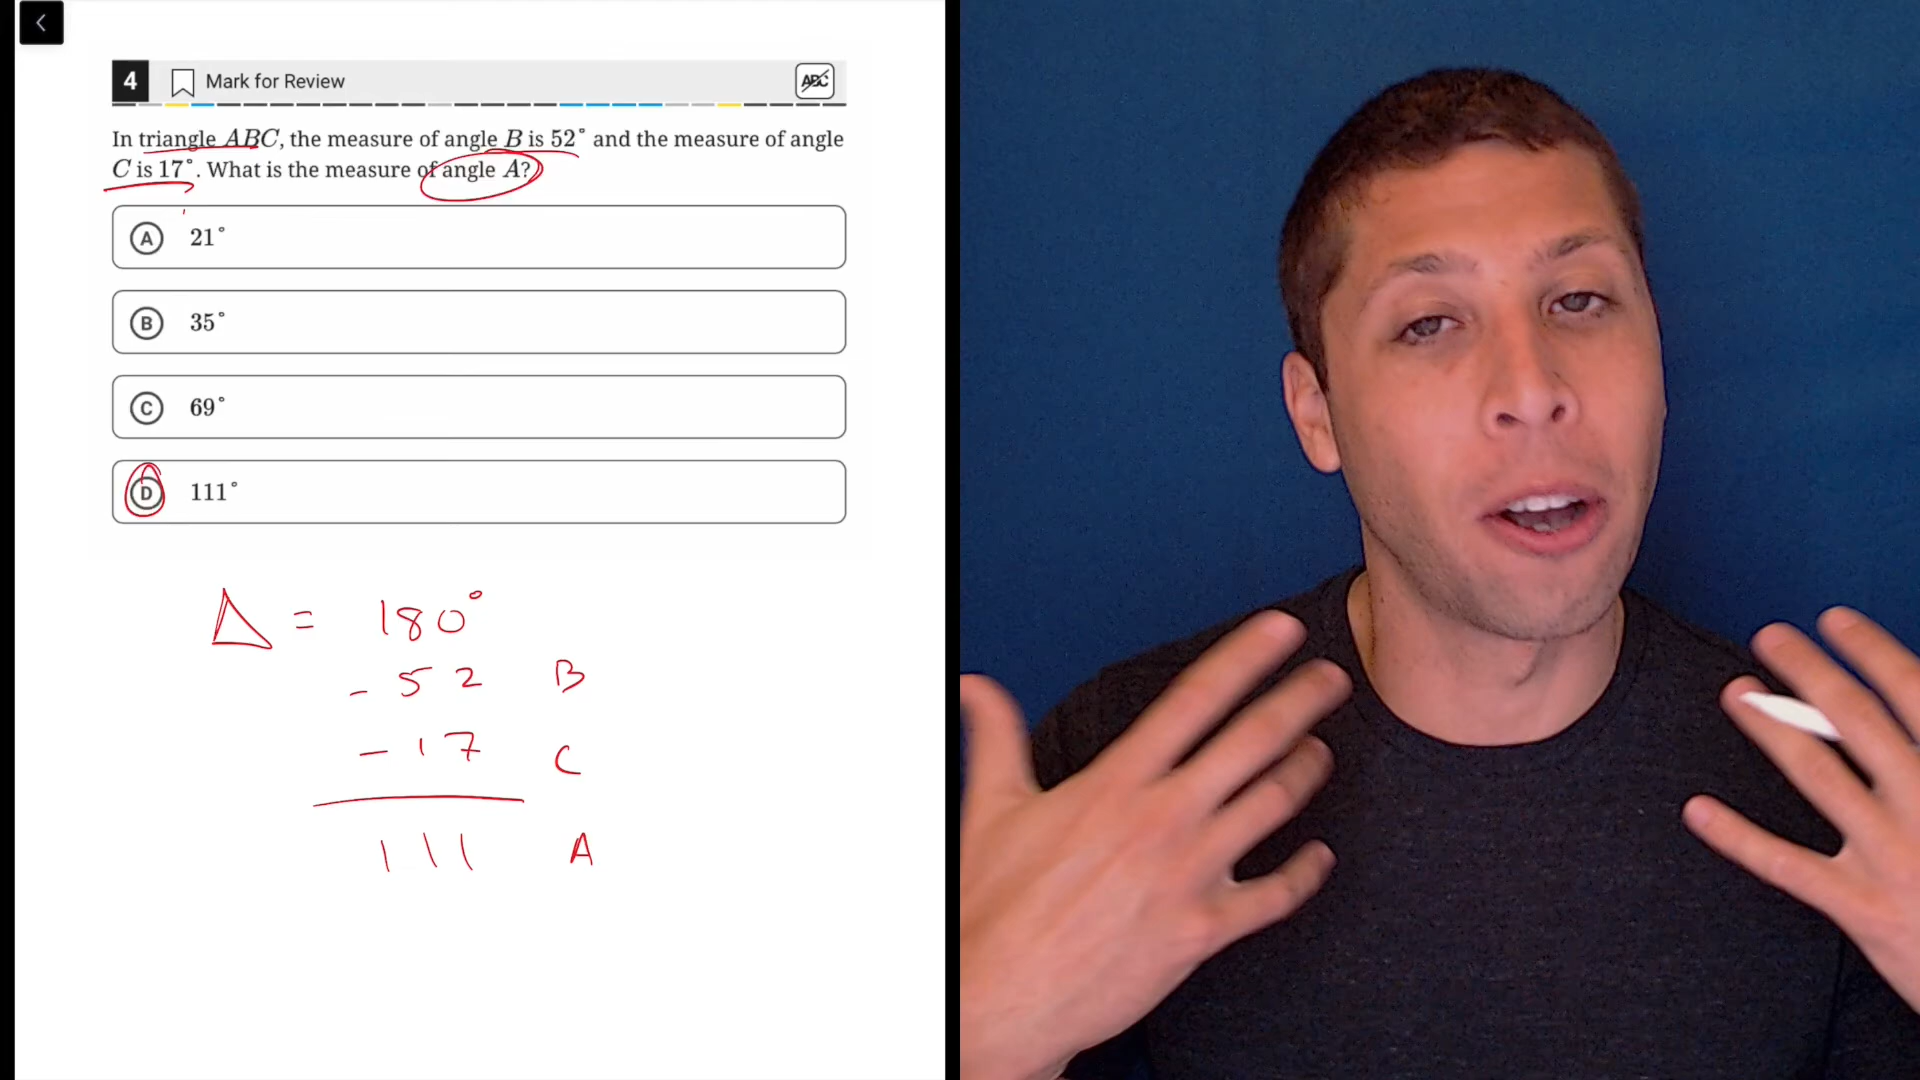 4 Mark for Review ABC
In triangle ABC, the measure of angle B is 52° and the measure of angle
C is 17°. What is the measure of angle A?
A 21°
B 35°
C 69°
D 111°
= 180°
- 52 B
- 17 C
111 A